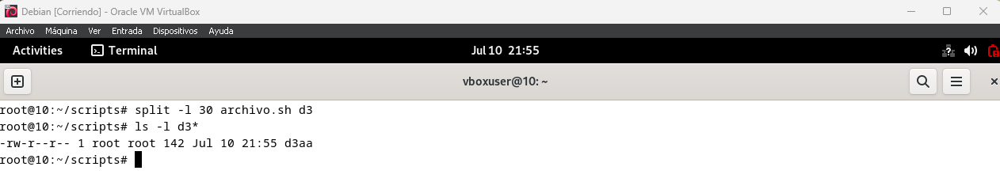 Debian [Corriendo] - Oracle VM VirtualBox
Archivo Máquina Ver Entrada Dispositivos Ayuda
Activities Terminal Jul 10 21:55
vboxuser@10: ~
root@10:~/scripts# split -l 30 archivo.sh d3
root@10:~/scripts# ls -l d3*
-rw-r--r-- 1 root root 142 Jul 10 21:55 d3aa
root@10:~/scripts#